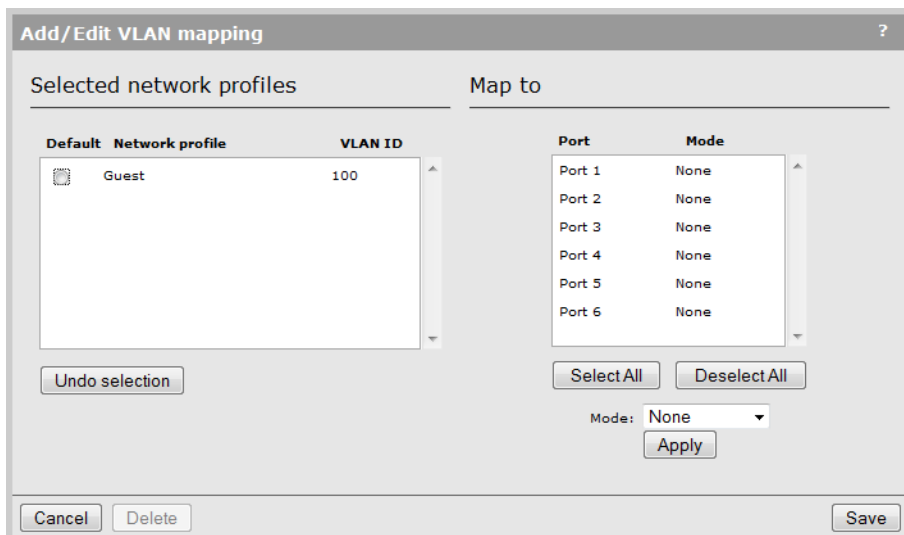 Add/Edit VLAN mapping ?
Selected network profiles
Default Network profile VLAN ID
Guest 100
Undo selection
Map to
Port Mode
Port 1 None
Port 2 None
Port 3 None
Port 4 None
Port 5 None
Port 6 None
Select All Deselect All
Mode: None
Apply
Cancel Delete Save